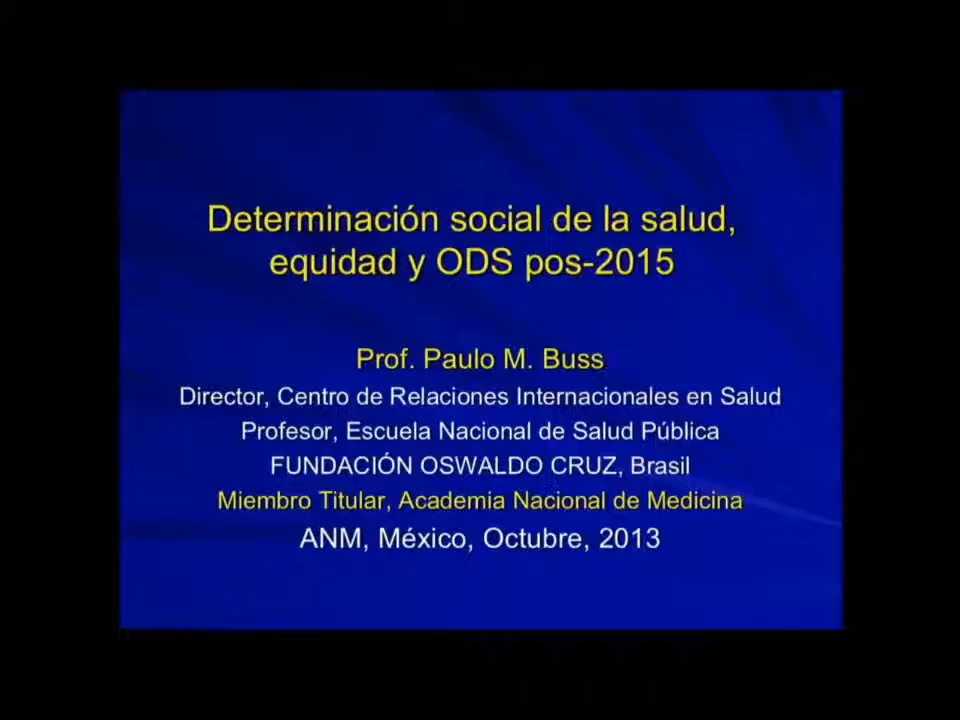 Determinación social de la salud,
equidad y ODS pos-2015
Prof. Paulo M. Buss
Director, Centro de Relaciones Internacionales en Salud
Profesor, Escuela Nacional de Salud Pública
FUNDACIÓN OSWALDO CRUZ, Brasil
Miembro Titular, Academia Nacional de Medicina
ANM, México, Octubre, 2013